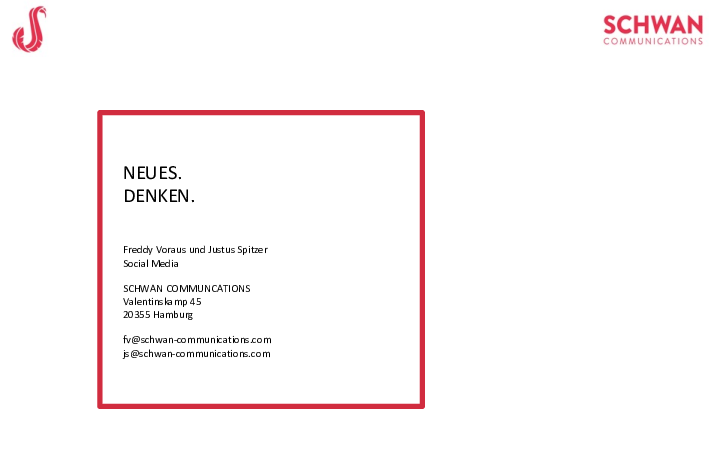 SCHWAN
COMMUNICATIONS
NEUES.
DENKEN.
Freddy Voraus und Justus Spitzer
Social Media
SCHWAN COMMUNCATIONS
Valentinskamp 45
20355 Hamburg
fv@schwan-communications.com
js@schwan-communications.com